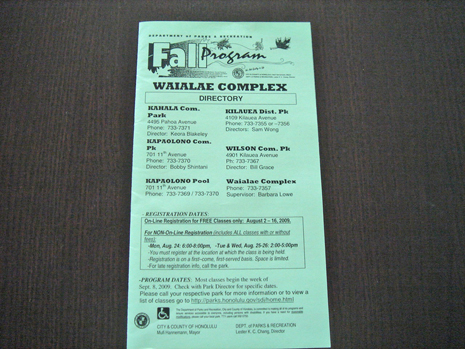 DEPARTMENT OF PARKS & RECREATION
Fall Program
WAIALAE COMPLEX
DIRECTORY
KAHALA Com.
Park
4495 Pahoa Avenue
Phone: 733-7371
Director: Keora Blakeley
KAPAOLONO Com.
Pk
701 11th Avenue
Phone: 733-7370
Director: Bobby Shintani
KAPAOLONO Pool
701 11th Avenue
Phone: 733-7369 / 733-7370
KILAUEA Dist. Pk
4109 Kilauea Avenue
Phone: 733-7355 or -7356
Directors: Sam Wong
WILSON Com. Pk
4901 Kilauea Avenue
Ph: 733-7367
Director: Bill Grace
Waialae Complex
Phone: 733-7357
Supervisor: Barbara Lowe
REGISTRATION DATES:
On-Line Registration for FREE Classes only: August 2 – 16, 2009.
For NON-On-Line Registration (includes ALL classes with or without
fees):
-Mon, Aug. 24: 6:00-8:00pm, -Tue & Wed, Aug. 25-26: 2:00-5:00pm
-You must register at the location at which the class is being held.
-Registration is on a first-come, first-served basis. Space is limited.
-For late registration info, call the park.
-PROGRAM DATES: Most classes begin the week of
Sept. 8, 2009. Check with Park Director for specific dates.
Please call your respective park for more information or to view a
list of classes go to http://parks.honolulu.gov/isdi/home.html
CITY & COUNTY OF HONOLULU
Mufi Hannemann, Mayor
DEPT. of PARKS & RECREATION
Lester K. C. Chang, Director